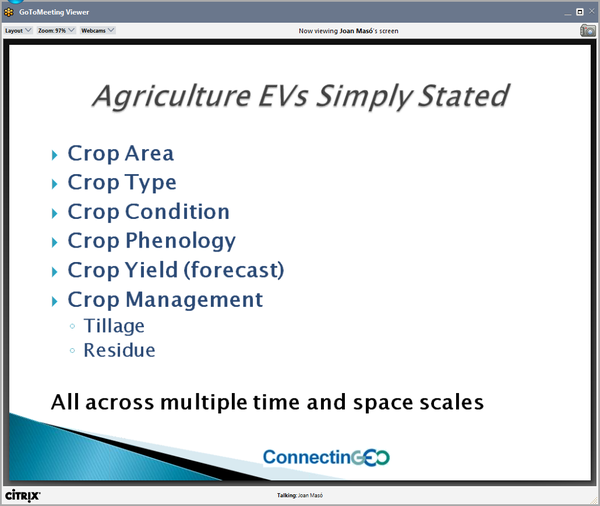 GoToMeeting Viewer
Layout Zoom: 97% Webcams Now viewing Joan Masó's screen
Agriculture EVs Simply Stated
Crop Area
Crop Type
Crop Condition
Crop Phenology
Crop Yield (forecast)
Crop Management
Tillage
Residue
All across multiple time and space scales
ConnectinGEO
CITRIX Talking: Joan Masó